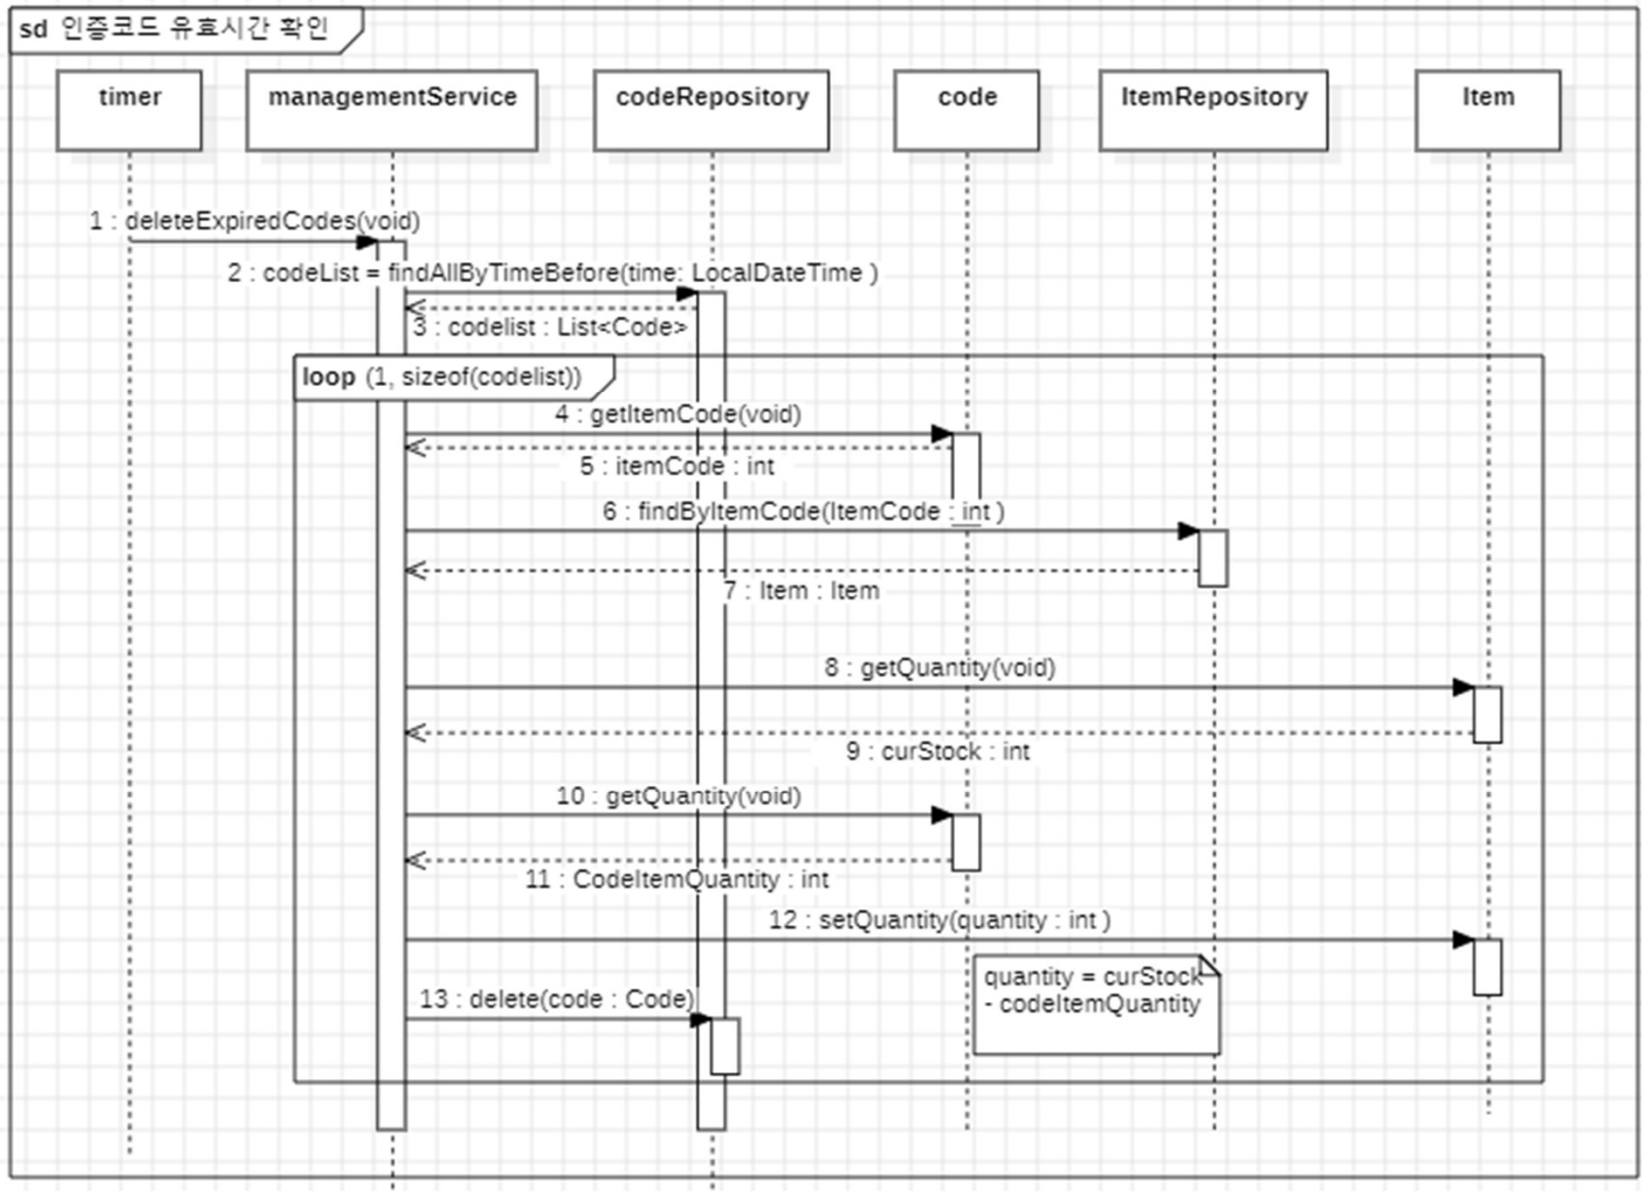 sd 인증코드 유효시간 확인
timer
managementService
codeRepository
code
ItemRepository
Item
1 : deleteExpiredCodes(void)
2 : codeList = findAllByTimeBefore(time: LocalDateTime )
3 : codelist : List<Code>
loop (1, sizeof(codelist))
4 : getItemCode(void)
5 : itemCode : int
6 : findByItemCode(ItemCode : int )
7 : Item : Item
8 : getQuantity(void)
9 : curStock : int
10 : getQuantity(void)
11 : CodeItemQuantity : int
12 : setQuantity(quantity : int )
quantity = curStock
- codeItemQuantity
13 : delete(code : Code)